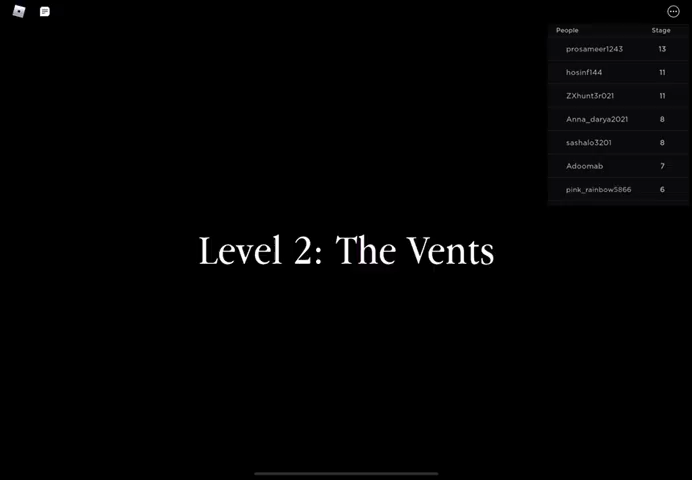 People Stage
prosameer1243 13
hosinf144 11
ZXhunt3r021 11
Anna_darya2021 8
sashalo3201 8
Adoomab 7
pink_rainbow5866 6
Level 2: The Vents